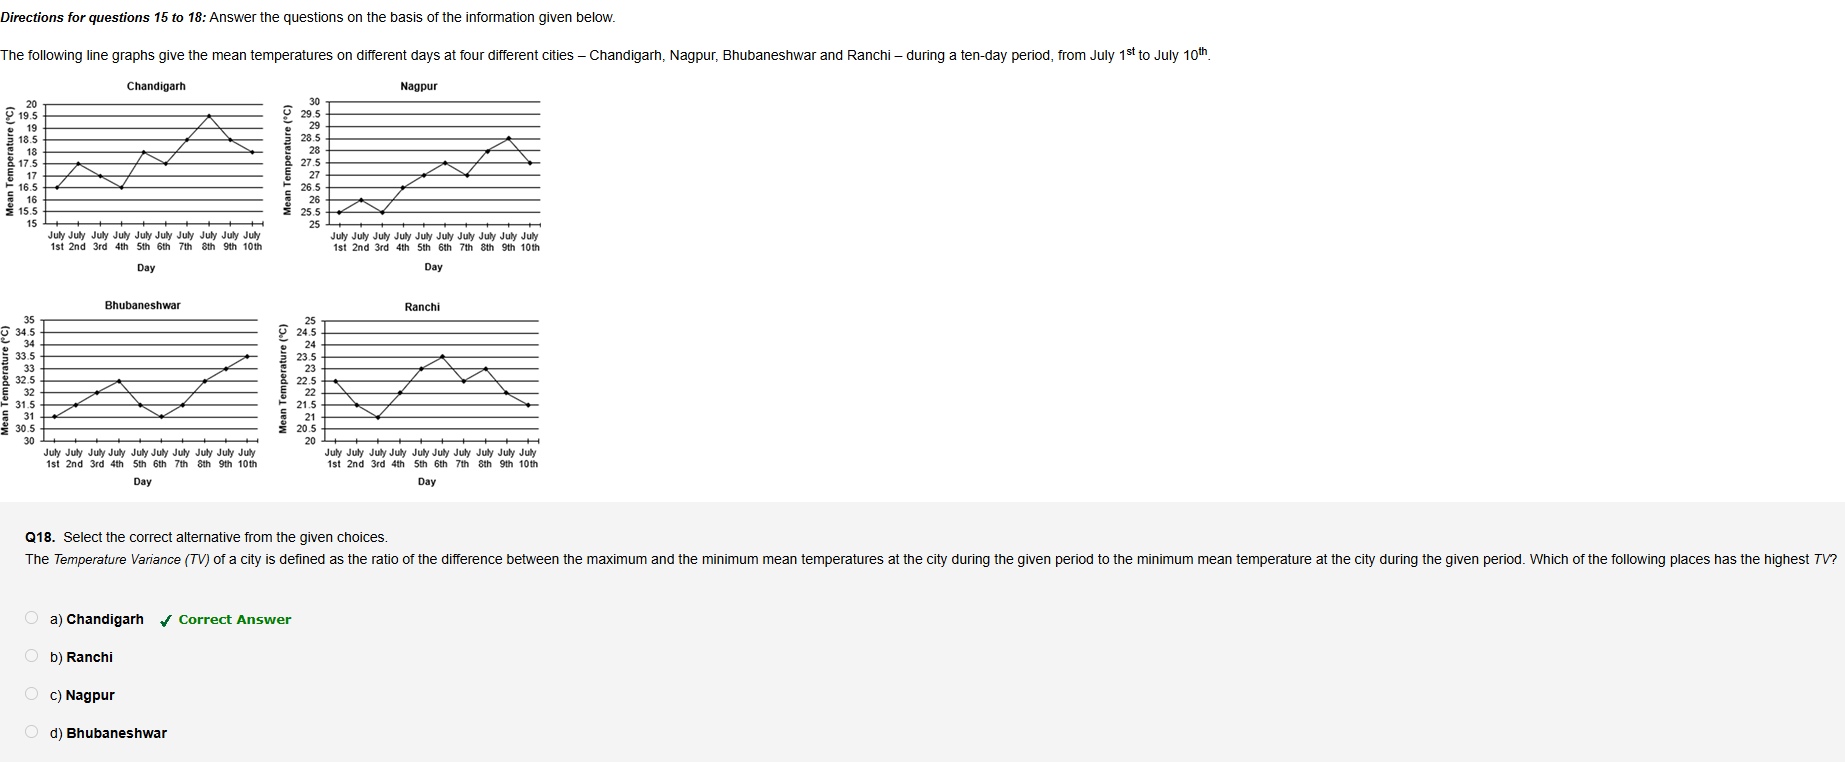 Directions for questions 15 to 18: Answer the questions on the basis of the information given below.
The following line graphs give the mean temperatures on different days at four different cities – Chandigarh, Nagpur, Bhubaneshwar and Ranchi – during a ten-day period, from July 1st to July 10th.
Chandigarh
Mean Temperature (°C)
20
19.5
19
18.5
18
17.5
17
16.5
16
15.5
15
July July July July July July July July July July
1st 2nd 3rd 4th 5th 6th 7th 8th 9th 10th
Day
Nagpur
Mean Temperature (°C)
30
29.5
29
28.5
28
27.5
27
26.5
26
25.5
25
July July July July July July July July July July
1st 2nd 3rd 4th 5th 6th 7th 8th 9th 10th
Day
Bhubaneshwar
Mean Temperature (°C)
35
34.5
34
33.5
33
32.5
32
31.5
31
30.5
30
July July July July July July July July July July
1st 2nd 3rd 4th 5th 6th 7th 8th 9th 10th
Day
Ranchi
Mean Temperature (°C)
25
24.5
24
23.5
23
22.5
22
21.5
21
20.5
20
July July July July July July July July July July
1st 2nd 3rd 4th 5th 6th 7th 8th 9th 10th
Day
Q18. Select the correct alternative from the given choices.
The Temperature Variance (TV) of a city is defined as the ratio of the difference between the maximum and the minimum mean temperatures at the city during the given period to the minimum mean temperature at the city during the given period. Which of the following places has the highest TV?
a) Chandigarh ✓ Correct Answer
b) Ranchi
c) Nagpur
d) Bhubaneshwar